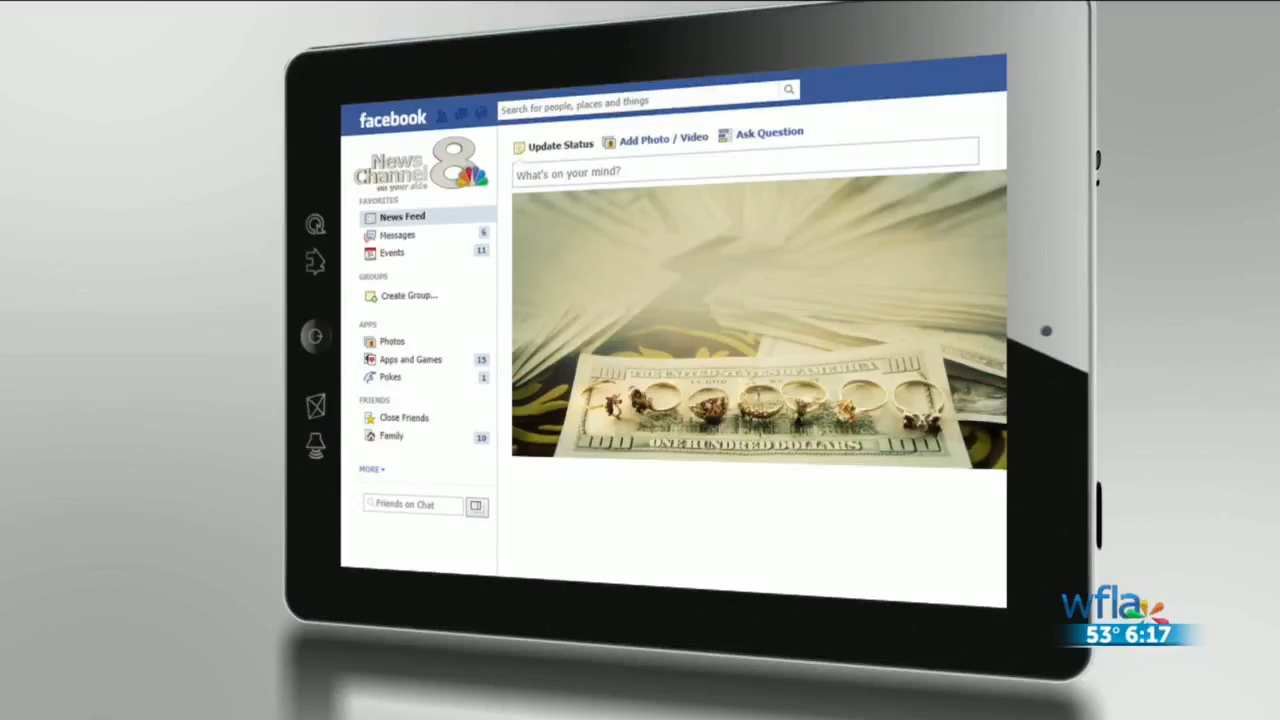 facebook
Search for people, places and things
News
Channel
8
on your side
Update Status
Add Photo / Video
Ask Question
What's on your mind?
FAVORITES
News Feed
Messages 6
Events 11
GROUPS
Create Group...
APPS
Photos
Apps and Games 15
Pokes 1
FRIENDS
Close Friends
Family 10
MORE
Friends on Chat
100 THE UNITED STATES OF AMERICA 100
100 ONE HUNDRED DOLLARS 100
wfla
53° 6:17